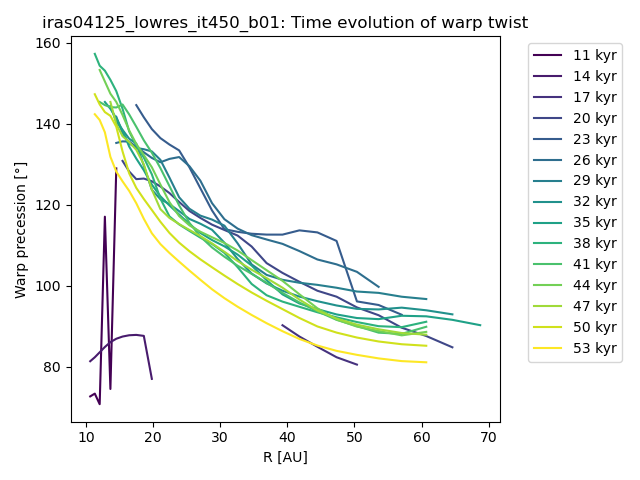 iras04125_lowres_it450_b01: Time evolution of warp twist
160
140
120
100
80
Warp precession [°]
10 20 30 40 50 60 70
R [AU]
11 kyr
14 kyr
17 kyr
20 kyr
23 kyr
26 kyr
29 kyr
32 kyr
35 kyr
38 kyr
41 kyr
44 kyr
47 kyr
50 kyr
53 kyr